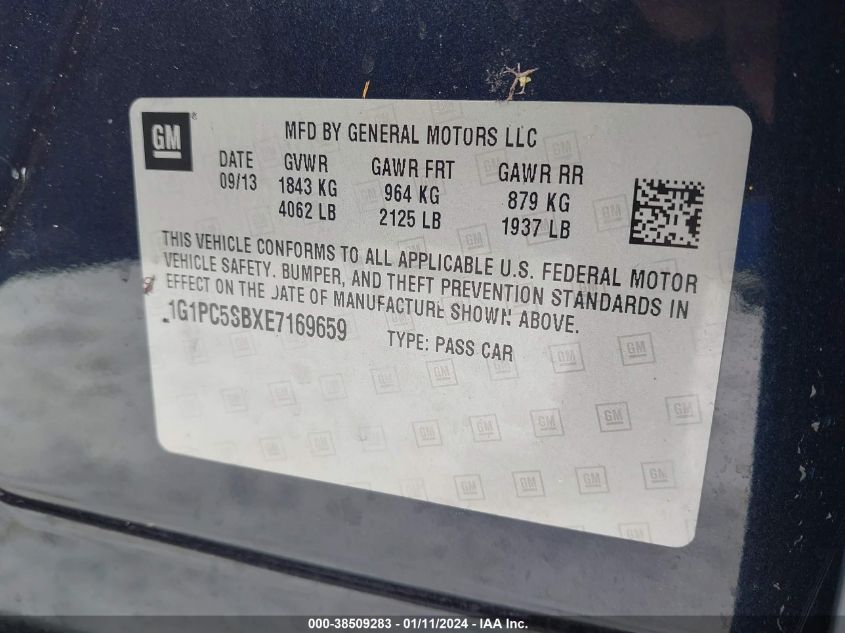 GM
MFD BY GENERAL MOTORS LLC
DATE GVWR GAWR FRT GAWR RR
09/13 1843 KG 964 KG 879 KG
4062 LB 2125 LB 1937 LB
THIS VEHICLE CONFORMS TO ALL APPLICABLE U.S. FEDERAL MOTOR
VEHICLE SAFETY, BUMPER, AND THEFT PREVENTION STANDARDS IN
EFFECT ON THE DATE OF MANUFACTURE SHOWN ABOVE.
1G1PC5SBXE7169659 TYPE: PASS CAR
000-38509283 - 01/11/2024 - IAA Inc.